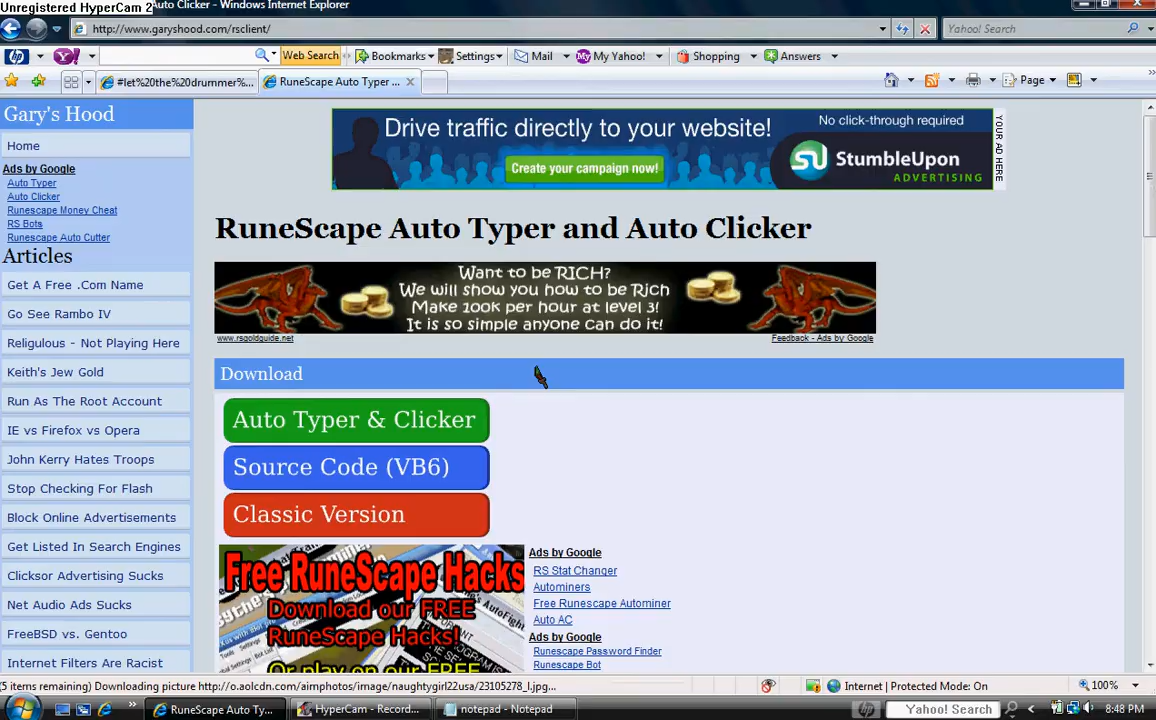 Unregistered HyperCam 2
Auto Clicker - Windows Internet Explorer
http://www.garyshood.com/rsclient/
Yahoo! Search
Web Search
Bookmarks
Settings
Mail
My Yahoo!
Shopping
Answers
#let%20the%20drummer%...
RuneScape Auto Typer ...
Page
Gary's Hood
Home
Ads by Google
Auto Typer
Auto Clicker
Runescape Money Cheat
RS Bots
Runescape Auto Cutter
Articles
Get A Free .Com Name
Go See Rambo IV
Religulous - Not Playing Here
Keith's Jew Gold
Run As The Root Account
IE vs Firefox vs Opera
John Kerry Hates Troops
Stop Checking For Flash
Block Online Advertisements
Get Listed In Search Engines
Clicksor Advertising Sucks
Net Audio Ads Sucks
FreeBSD vs. Gentoo
Internet Filters Are Racist
Drive traffic directly to your website!
Create your campaign now!
No click-through required
StumbleUpon
ADVERTISING
YOUR AD HERE
RuneScape Auto Typer and Auto Clicker
Want to be RICH?
We will show you how to be Rich
Make 100k per hour at level 3!
It is so simple anyone can do it!
www.rsgoldguide.net
Feedback - Ads by Google
Download
Auto Typer & Clicker
Source Code (VB6)
Classic Version
Free RuneScape Hacks
Download our FREE
RuneScape Hacks!
Or play on our FREE
Ads by Google
RS Stat Changer
Autominers
Free Runescape Autominer
Auto AC
Ads by Google
Runescape Password Finder
Runescape Bot
(5 items remaining) Downloading picture http://o.aolcdn.com/aimphotos/image/naughtygirl22usa/23105278_l.jpg...
Internet | Protected Mode: On
100%
RuneScape Auto Ty...
HyperCam - Record...
notepad - Notepad
Yahoo! Search
8:48 PM